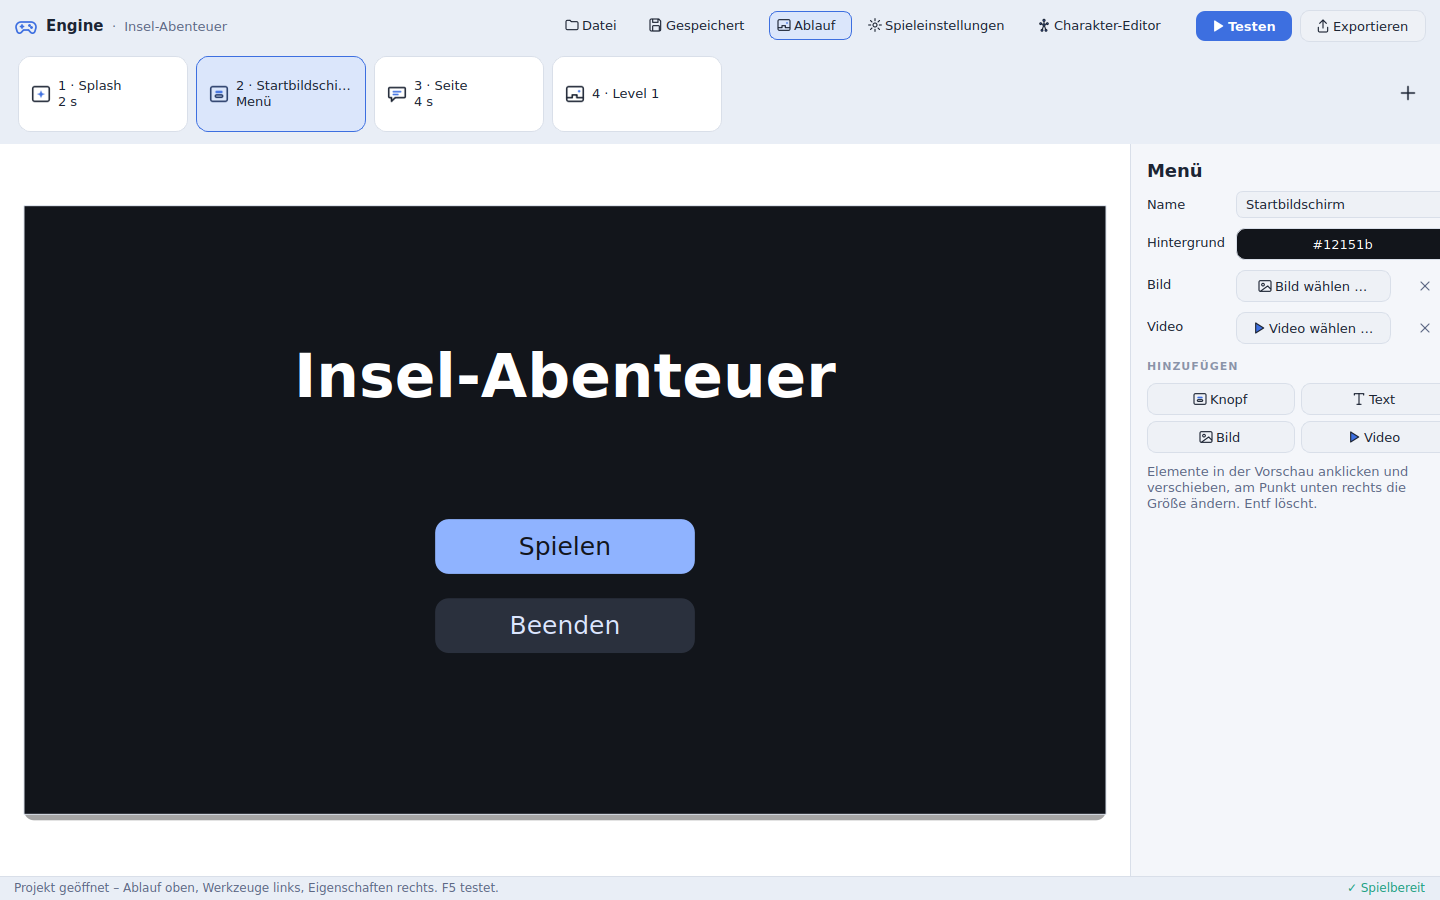 Engine · Insel-Abenteuer
Datei
Gespeichert
Ablauf
Spieleinstellungen
Charakter-Editor
Testen
Exportieren
1 · Splash
2 s
2 · Startbildschi...
Menü
3 · Seite
4 s
4 · Level 1
Insel-Abenteuer
Spielen
Beenden
Menü
Name
Startbildschirm
Hintergrund
#12151b
Bild
Bild wählen ...
Video
Video wählen ...
HINZUFÜGEN
Knopf
Text
Bild
Video
Elemente in der Vorschau anklicken und
verschieben, am Punkt unten rechts die
Größe ändern. Entf löscht.
Projekt geöffnet – Ablauf oben, Werkzeuge links, Eigenschaften rechts. F5 testet.
✓ Spielbereit